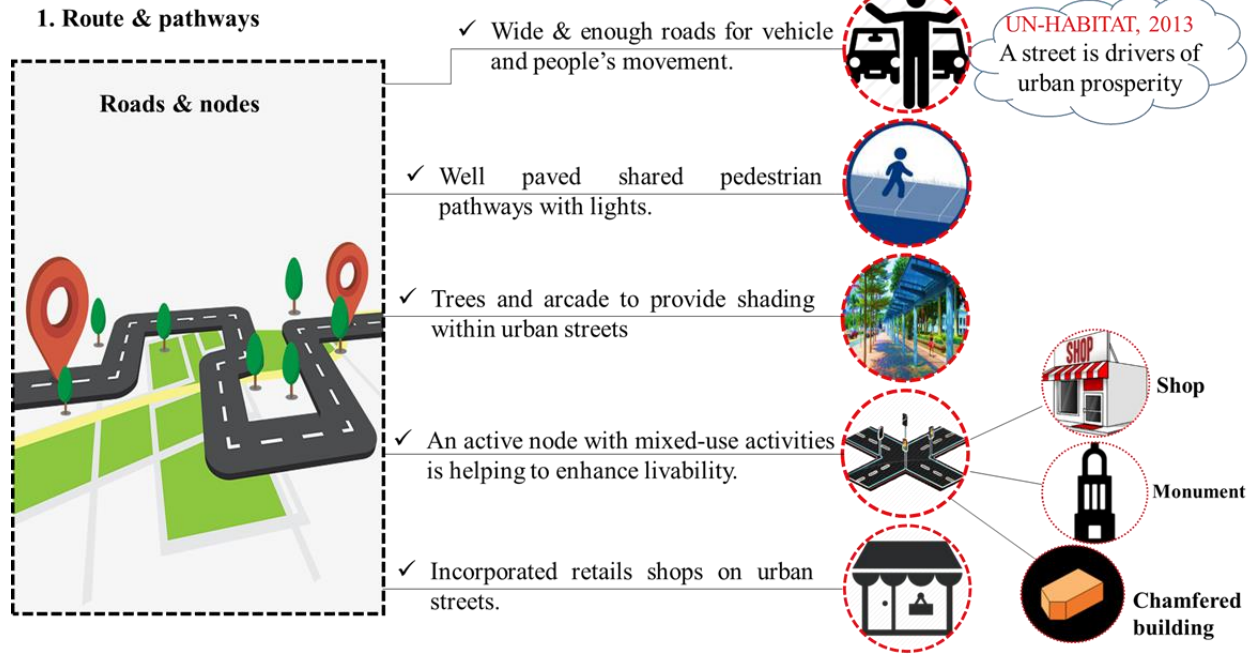 1. Route & pathways
Roads & nodes
✓ Wide & enough roads for vehicle
and people’s movement.
UN-HABITAT, 2013
A street is drivers of
urban prosperity
✓ Well paved shared pedestrian
pathways with lights.
✓ Trees and arcade to provide shading
within urban streets
✓ An active node with mixed-use activities
is helping to enhance livability.
SHOP
Shop
Monument
Chamfered
building
✓ Incorporated retails shops on urban
streets.